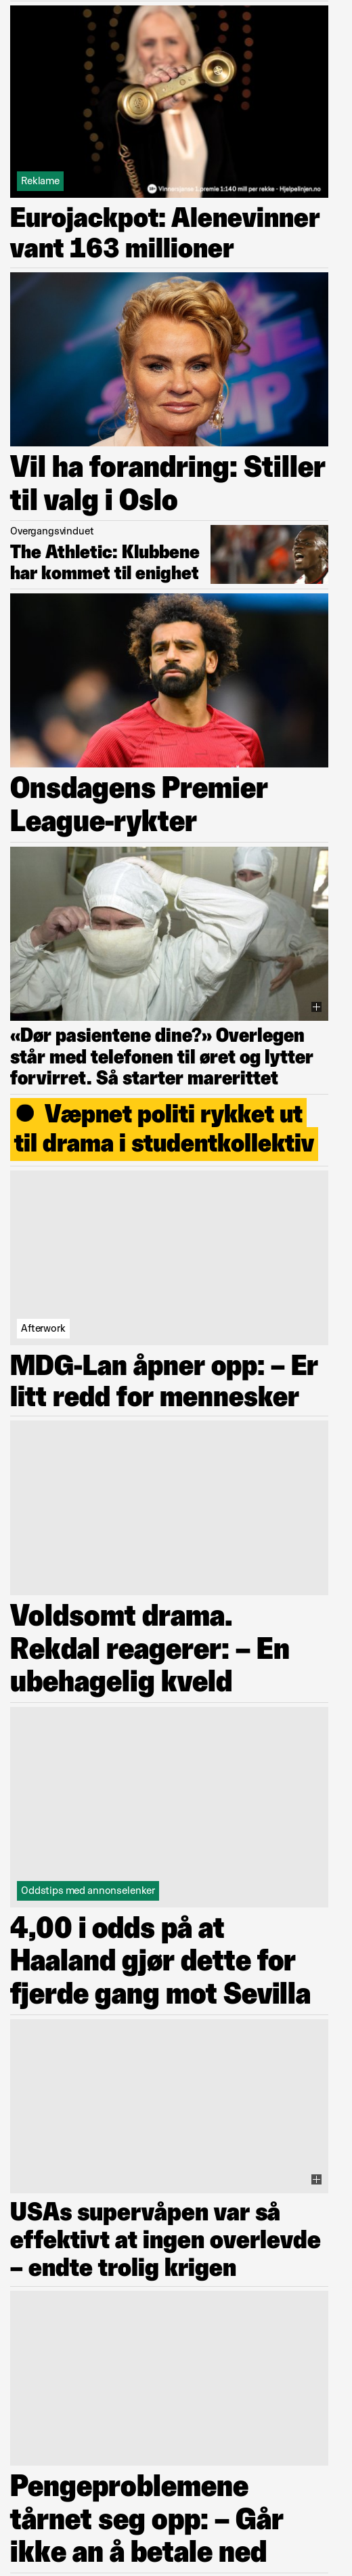 Reklame
Vinnersjanse 1. premie 1:140 mill per rekke - Hjelpelinjen.no
Eurojackpot: Alenevinner
vant 163 millioner
Vil ha forandring: Stiller
til valg i Oslo
Overgangsvinduet
The Athletic: Klubbene
har kommet til enighet
Onsdagens Premier
League-rykter
«Dør pasientene dine?» Overlegen
står med telefonen til øret og lytter
forvirret. Så starter marerittet
Væpnet politi rykket ut
til drama i studentkollektiv
Afterwork
MDG-Lan åpner opp: – Er
litt redd for mennesker
Voldsomt drama.
Rekdal reagerer: – En
ubehagelig kveld
Oddstips med annonselenker
4,00 i odds på at
Haaland gjør dette for
fjerde gang mot Sevilla
USAs supervåpen var så
effektivt at ingen overlevde
– endte trolig krigen
Pengeproblemene
tårnet seg opp: – Går
ikke an å betale ned